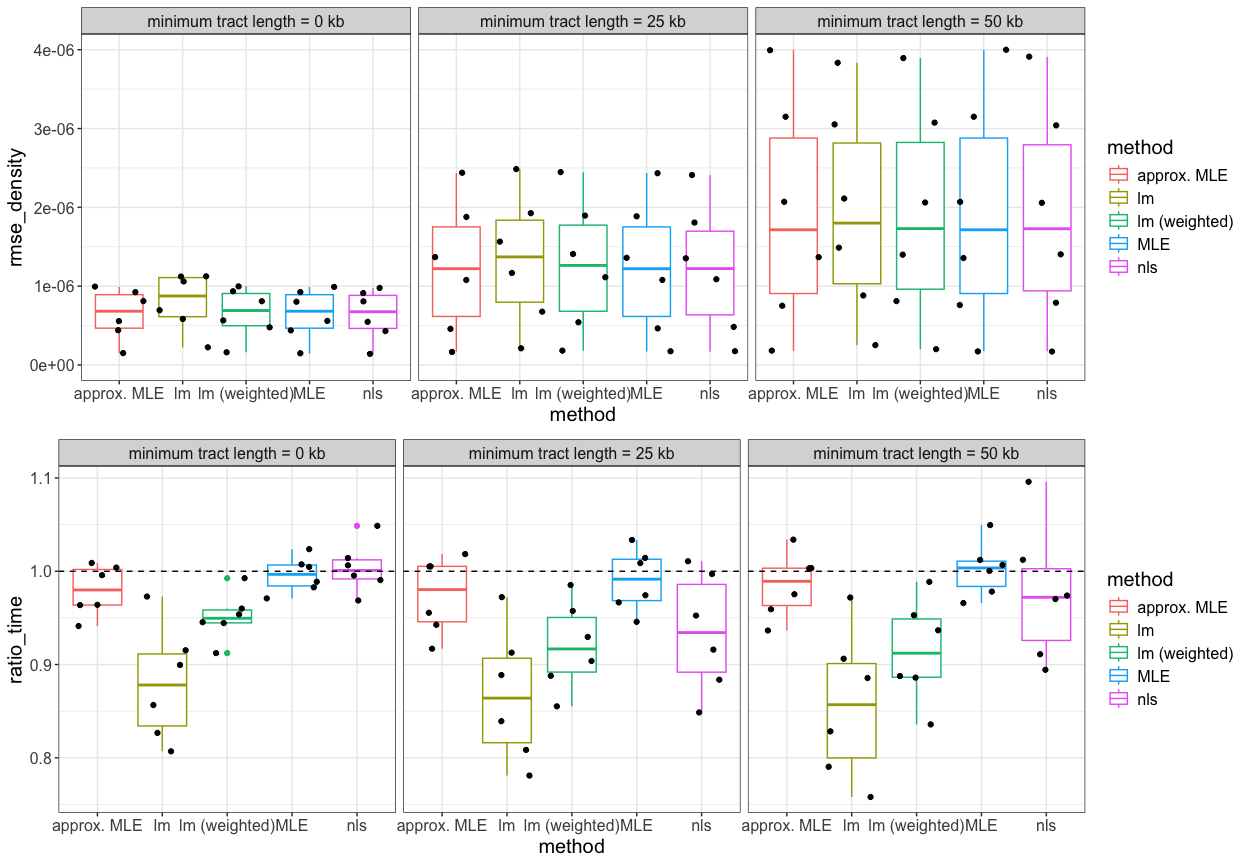 minimum tract length = 0 kb minimum tract length = 25 kb minimum tract length = 50 kb
4e-06
3e-06
2e-06
1e-06
0e+00
rmse_density
approx. MLE lm lm (weighted) MLE nls approx. MLE lm lm (weighted) MLE nls approx. MLE lm lm (weighted) MLE nls
method
method
approx. MLE
lm
lm (weighted)
MLE
nls
minimum tract length = 0 kb minimum tract length = 25 kb minimum tract length = 50 kb
1.1
1.0
0.9
0.8
ratio_time
approx. MLE lm lm (weighted) MLE nls approx. MLE lm lm (weighted) MLE nls approx. MLE lm lm (weighted) MLE nls
method
method
approx. MLE
lm
lm (weighted)
MLE
nls